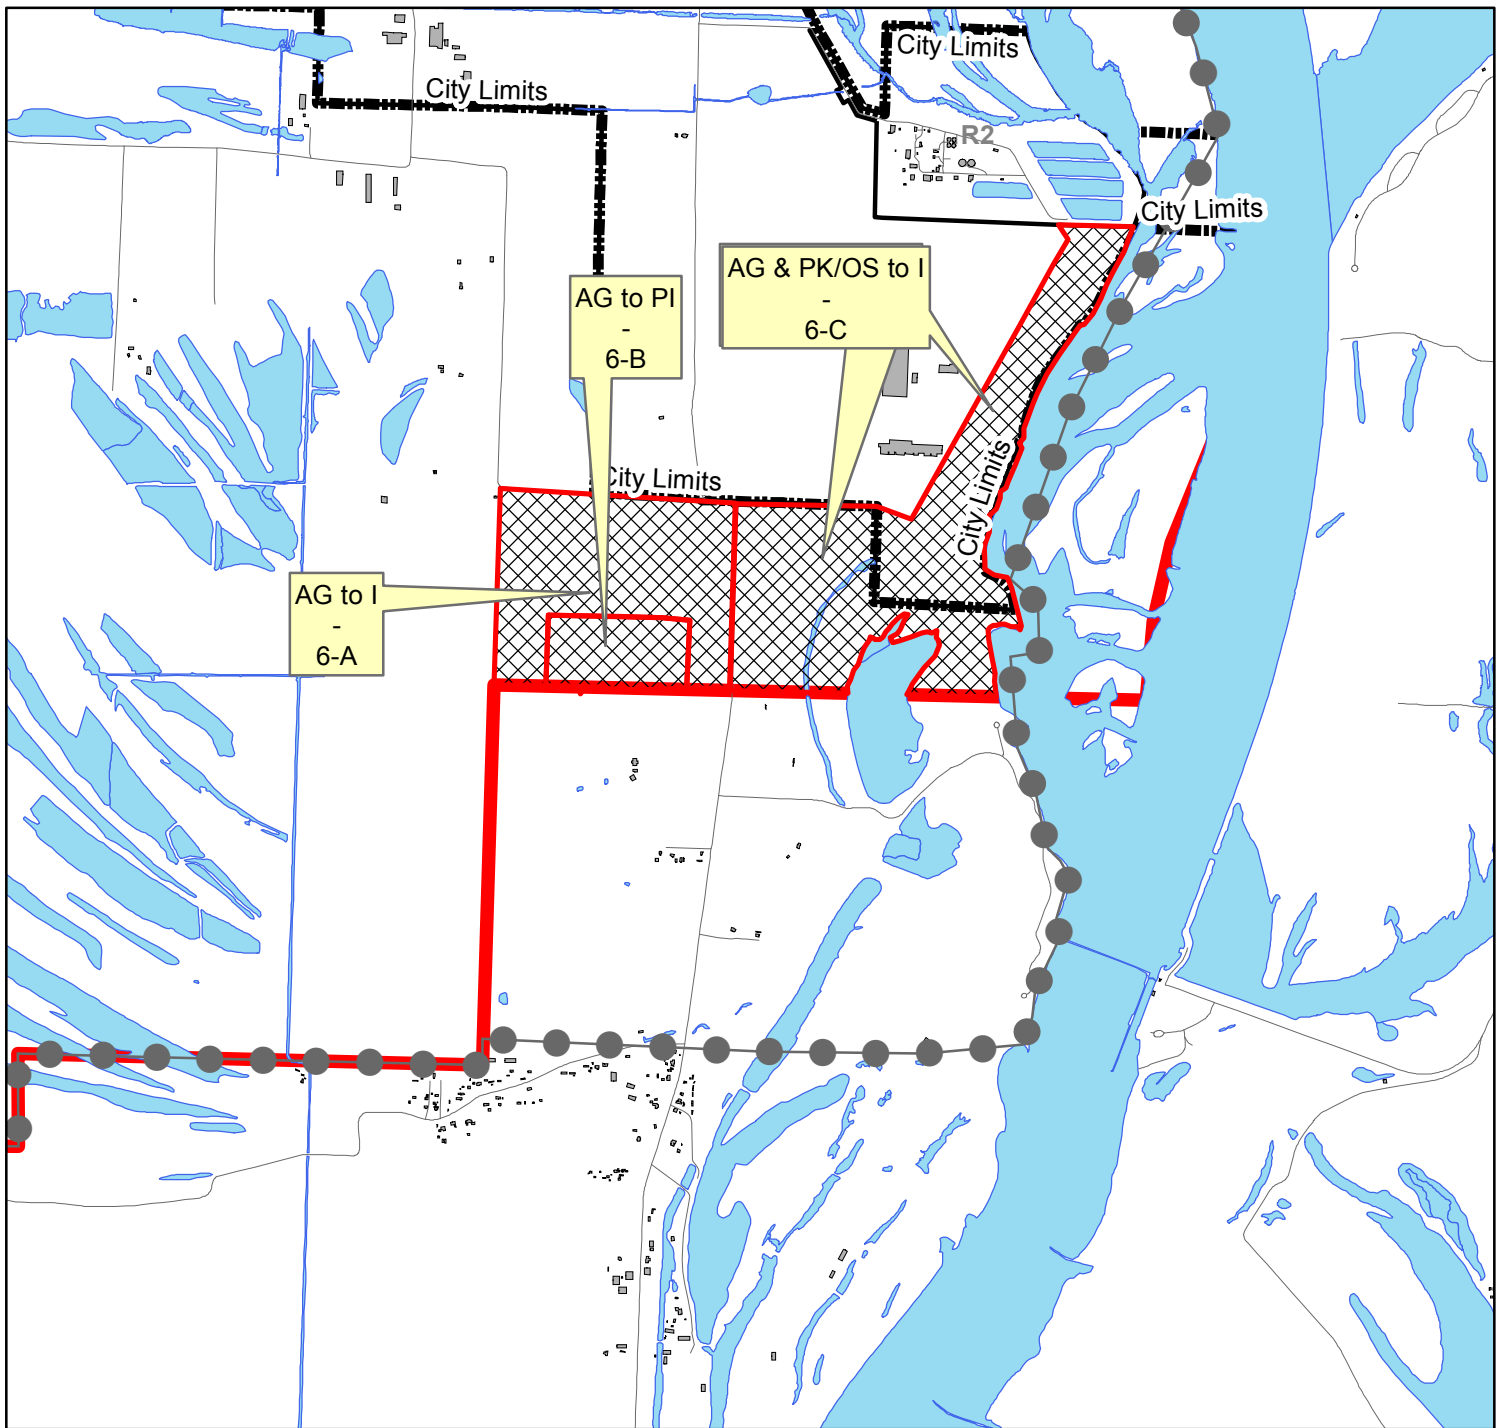 City Limits
City Limits
R2
City Limits
AG & PK/OS to I
-
6-C
AG to PI
-
6-B
City Limits
City Limits
AG to I
-
6-A